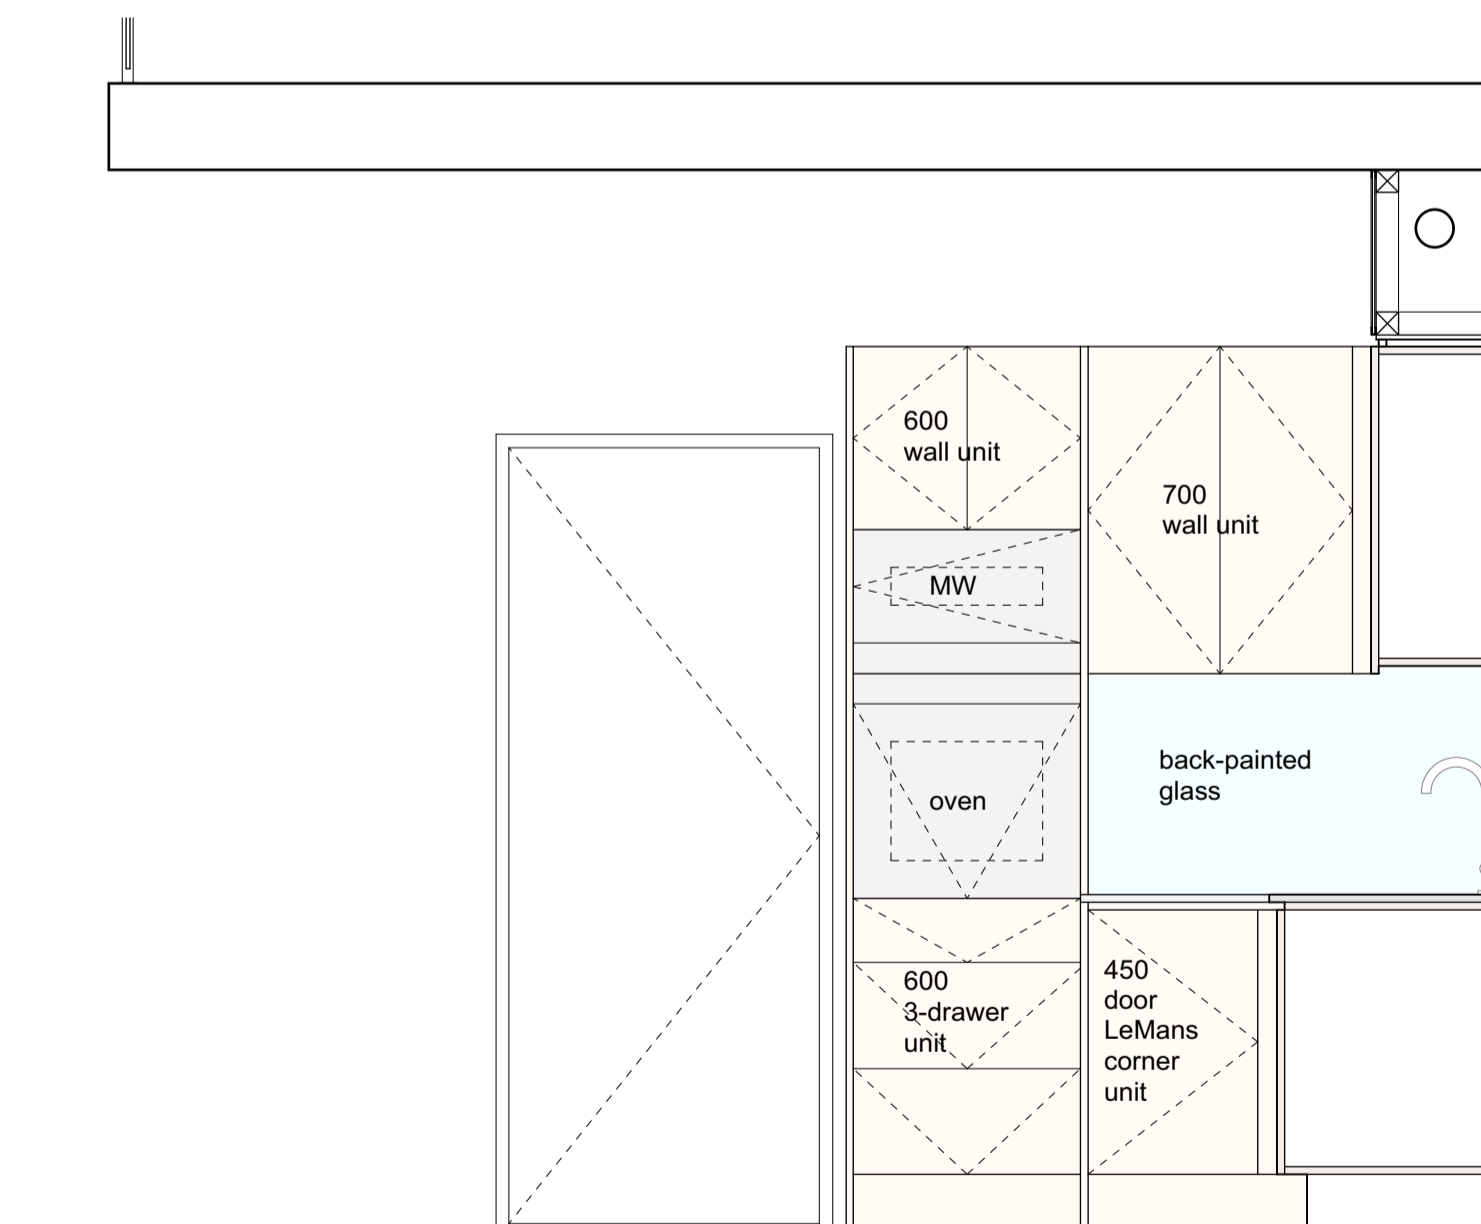 600
wall unit
700
wall unit
MW
back-painted
glass
oven
600
3-drawer
unit
450
door
LeMans
corner
unit